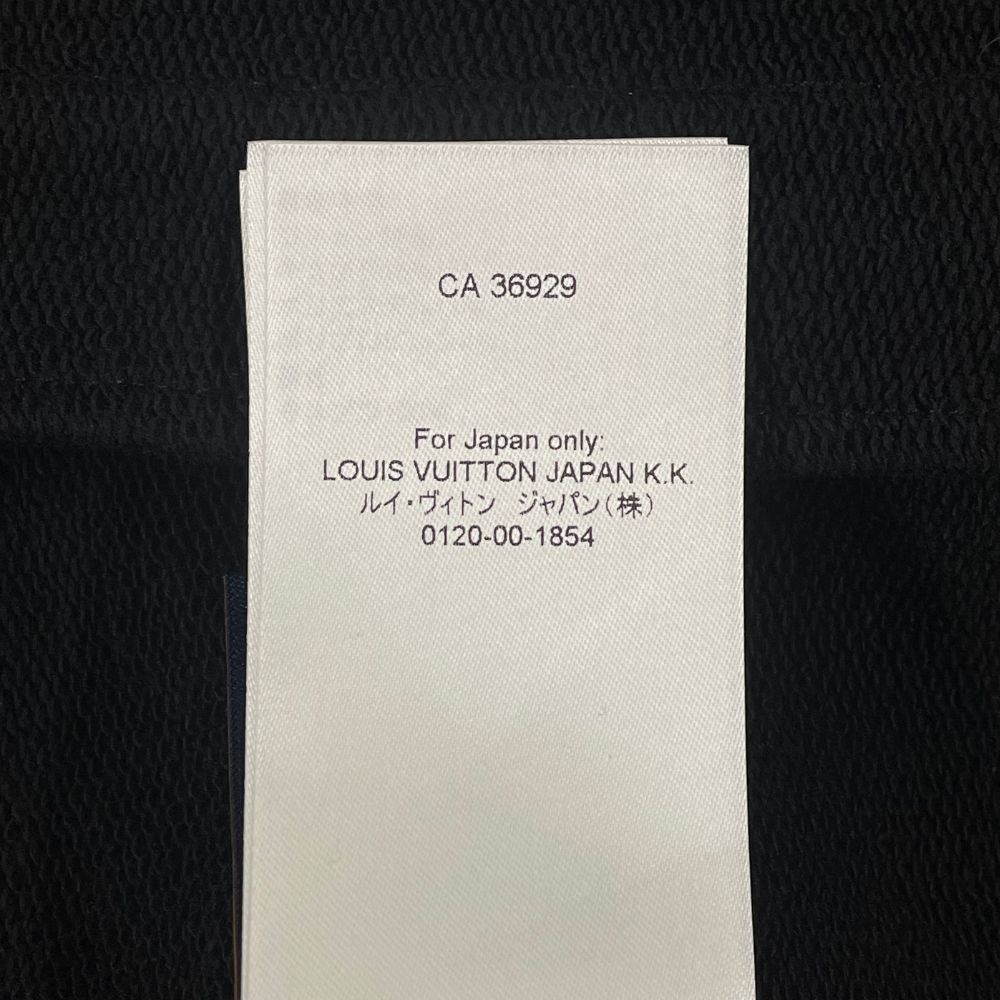 CA 36929
For Japan only:
LOUIS VUITTON JAPAN K.K.
ルイ・ヴィトン　ジャパン(株)
0120-00-1854